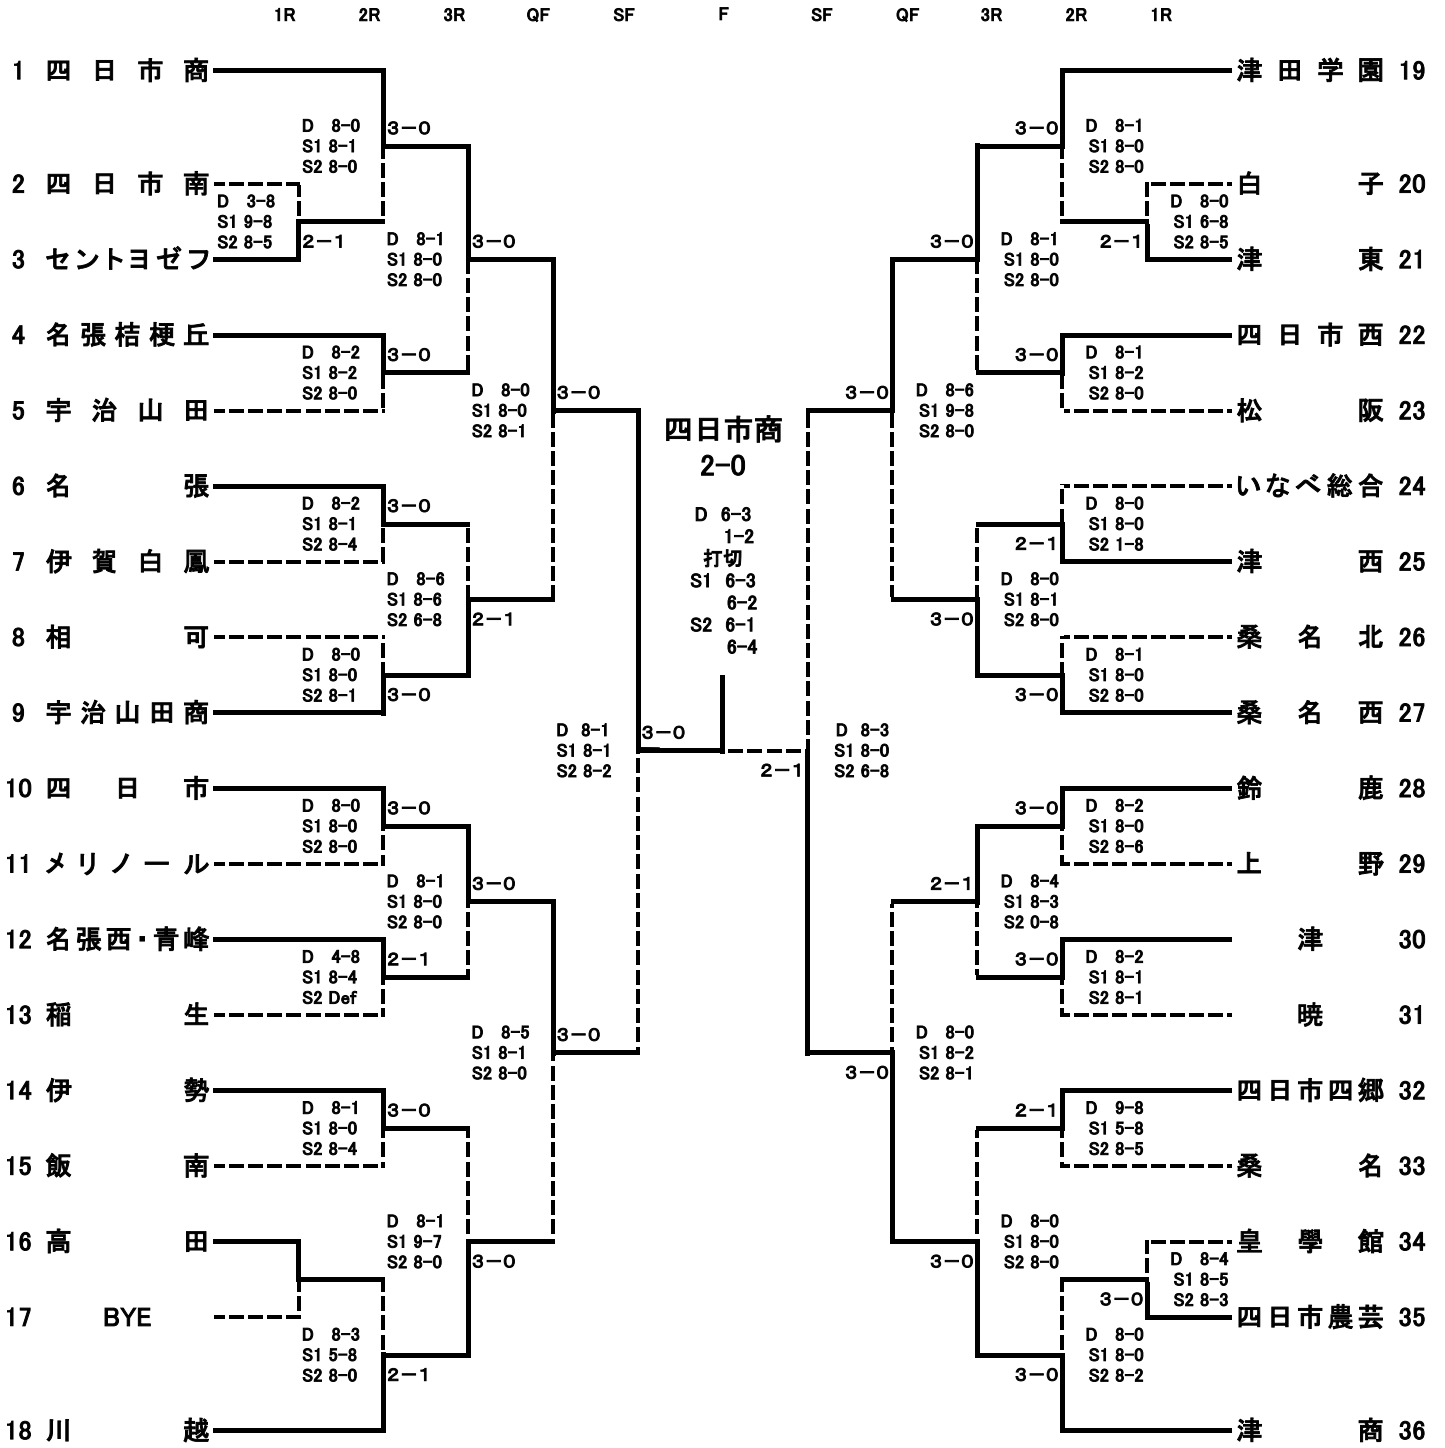 1R 2R 3R QF SF F SF QF 3R 2R 1R
1 四日市商
D 8-0
S1 8-1
S2 8-0
3-0
2 四日市南
D 3-8
S1 9-8
S2 8-5
2-1
3 セントヨゼフ
D 8-1
S1 8-0
S2 8-0
3-0
4 名張桔梗丘
D 8-2
S1 8-2
S2 8-0
3-0
5 宇治山田
D 8-0
S1 8-0
S2 8-1
3-0
6 名張
D 8-2
S1 8-1
S2 8-4
3-0
7 伊賀白鳳
D 8-6
S1 8-6
S2 6-8
2-1
8 相可
D 8-0
S1 8-0
S2 8-1
3-0
9 宇治山田商
D 8-1
S1 8-1
S2 8-2
3-0
10 四日市
D 8-0
S1 8-0
S2 8-0
3-0
11 メリノール
D 8-1
S1 8-0
S2 8-0
3-0
12 名張西・青峰
D 4-8
S1 8-4
S2 Def
2-1
13 稲生
D 8-5
S1 8-1
S2 8-0
3-0
14 伊勢
D 8-1
S1 8-0
S2 8-4
3-0
15 飯南
D 8-1
S1 9-7
S2 8-0
3-0
16 高田
17 BYE
D 8-3
S1 5-8
S2 8-0
2-1
18 川越
四日市商
2-0
D 6-3
1-2
打切
S1 6-3
6-2
S2 6-1
6-4
津田学園 19
3-0
D 8-1
S1 8-0
S2 8-0
白子 20
D 8-0
S1 6-8
S2 8-5
2-1
津東 21
3-0
D 8-1
S1 8-0
S2 8-0
四日市西 22
3-0
D 8-1
S1 8-2
S2 8-0
松阪 23
3-0
D 8-6
S1 9-8
S2 8-0
いなべ総合 24
D 8-0
S1 8-0
S2 1-8
2-1
津西 25
D 8-0
S1 8-1
S2 8-0
3-0
桑名北 26
D 8-1
S1 8-0
S2 8-0
3-0
桑名西 27
D 8-3
S1 8-0
S2 6-8
2-1
鈴鹿 28
3-0
D 8-2
S1 8-0
S2 8-6
上野 29
2-1
D 8-4
S1 8-3
S2 0-8
津 30
3-0
D 8-2
S1 8-1
S2 8-1
暁 31
D 8-0
S1 8-2
S2 8-1
3-0
四日市四郷 32
2-1
D 9-8
S1 5-8
S2 8-5
桑名 33
D 8-0
S1 8-0
S2 8-0
3-0
皇學館 34
D 8-4
S1 8-5
S2 8-3
3-0
四日市農芸 35
D 8-0
S1 8-0
S2 8-2
3-0
津商 36